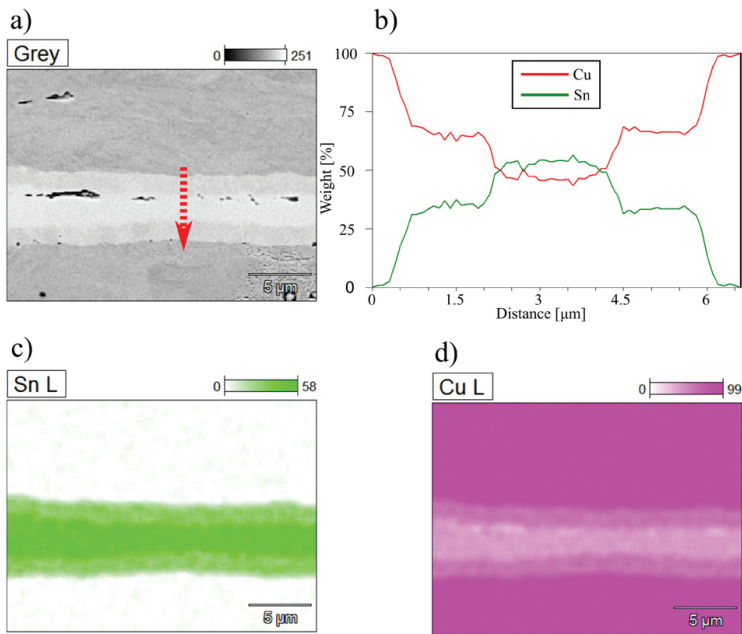 a)
Grey
0 251
5 µm
b)
Weight [%]
100
75
50
25
0
Cu
Sn
0 1.5 3 4.5 6
Distance [µm]
c)
Sn L
0 58
5 µm
d)
Cu L
0 99
5 µm